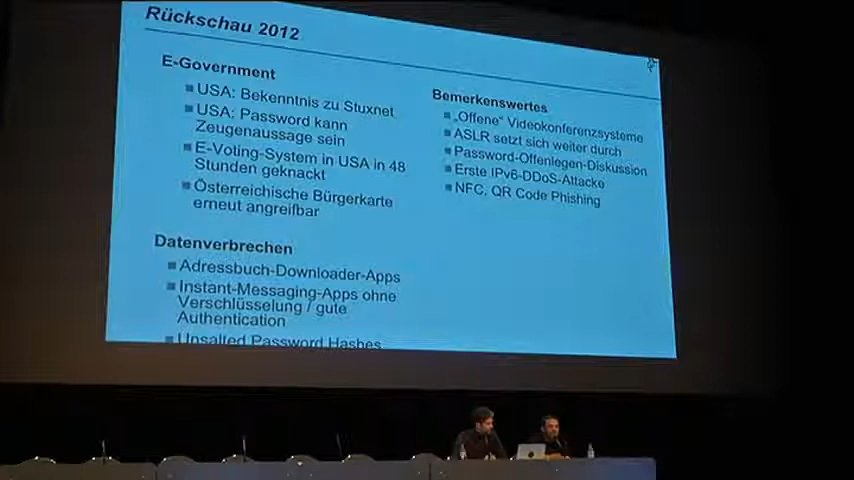 Rückschau 2012
E-Government
USA: Bekenntnis zu Stuxnet
USA: Password kann
Zeugenaussage sein
E-Voting-System in USA in 48
Stunden geknackt
Österreichische Bürgerkarte
erneut angreifbar
Datenverbrechen
Adressbuch-Downloader-Apps
Instant-Messaging-Apps ohne
Verschlüsselung / gute
Authentication
Unsalted Password Hashes
Bemerkenswertes
„Offene“ Videokonferenzsysteme
ASLR setzt sich weiter durch
Password-Offenlegen-Diskussion
Erste IPv6-DDoS-Attacke
NFC, QR Code Phishing